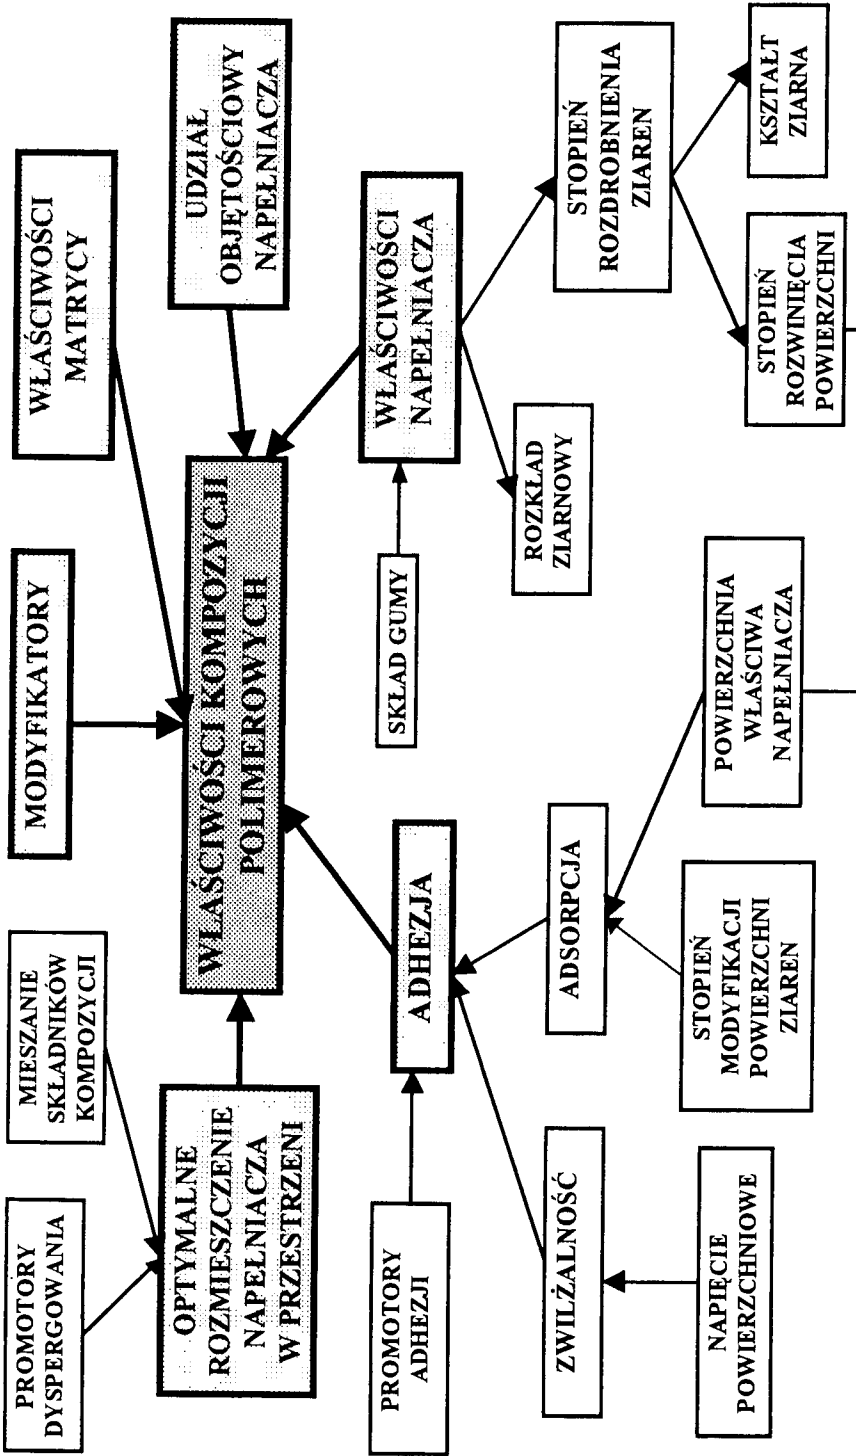 PROMOTORY
DYSPERGOWANIA
MIESZANIE
SKŁADNIKÓW
KOMPOZYCJI
MODYFIKATORY
WŁAŚCIWOŚCI
MATRYCY
OPTYMALNE
ROZMIESZCZENIE
NAPEŁNIACZA
W PRZESTRZENI
WŁAŚCIWOŚCI KOMPOZYCJI
POLIMEROWYCH
UDZIAŁ
OBJĘTOŚCIOWY
NAPEŁNIACZA
PROMOTORY
ADHEZJI
ADHEZJA
SKŁAD GUMY
WŁAŚCIWOŚCI
NAPEŁNIACZA
ZWILŻALNOŚĆ
ADSORPCJA
ROZKŁAD
ZIARNOWY
STOPIEŃ
ROZDROBNIENIA
ZIAREN
NAPIĘCIE
POWIERZCHNIOWE
STOPIEŃ
MODYFIKACJI
POWIERZCHNI
ZIAREN
POWIERZCHNIA
WŁAŚCIWA
NAPEŁNIACZA
STOPIEŃ
ROZWINIĘCIA
POWIERZCHNI
KSZTAŁT
ZIARNA